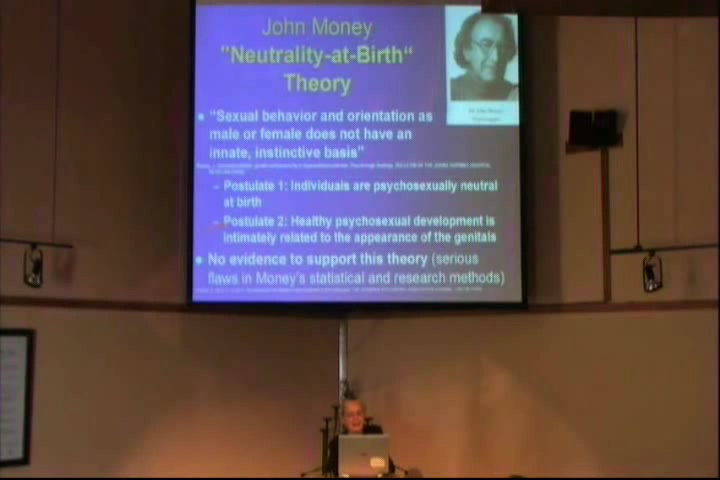 John Money
"Neutrality-at-Birth“
Theory
• "Sexual behavior and orientation as
male or female does not have an
innate, instinctive basis"
– Postulate 1: Individuals are psychosexually neutral
at birth
– Postulate 2: Healthy psychosexual development is
intimately related to the appearance of the genitals
• No evidence to support this theory (serious
flaws in Money's statistical and research methods)